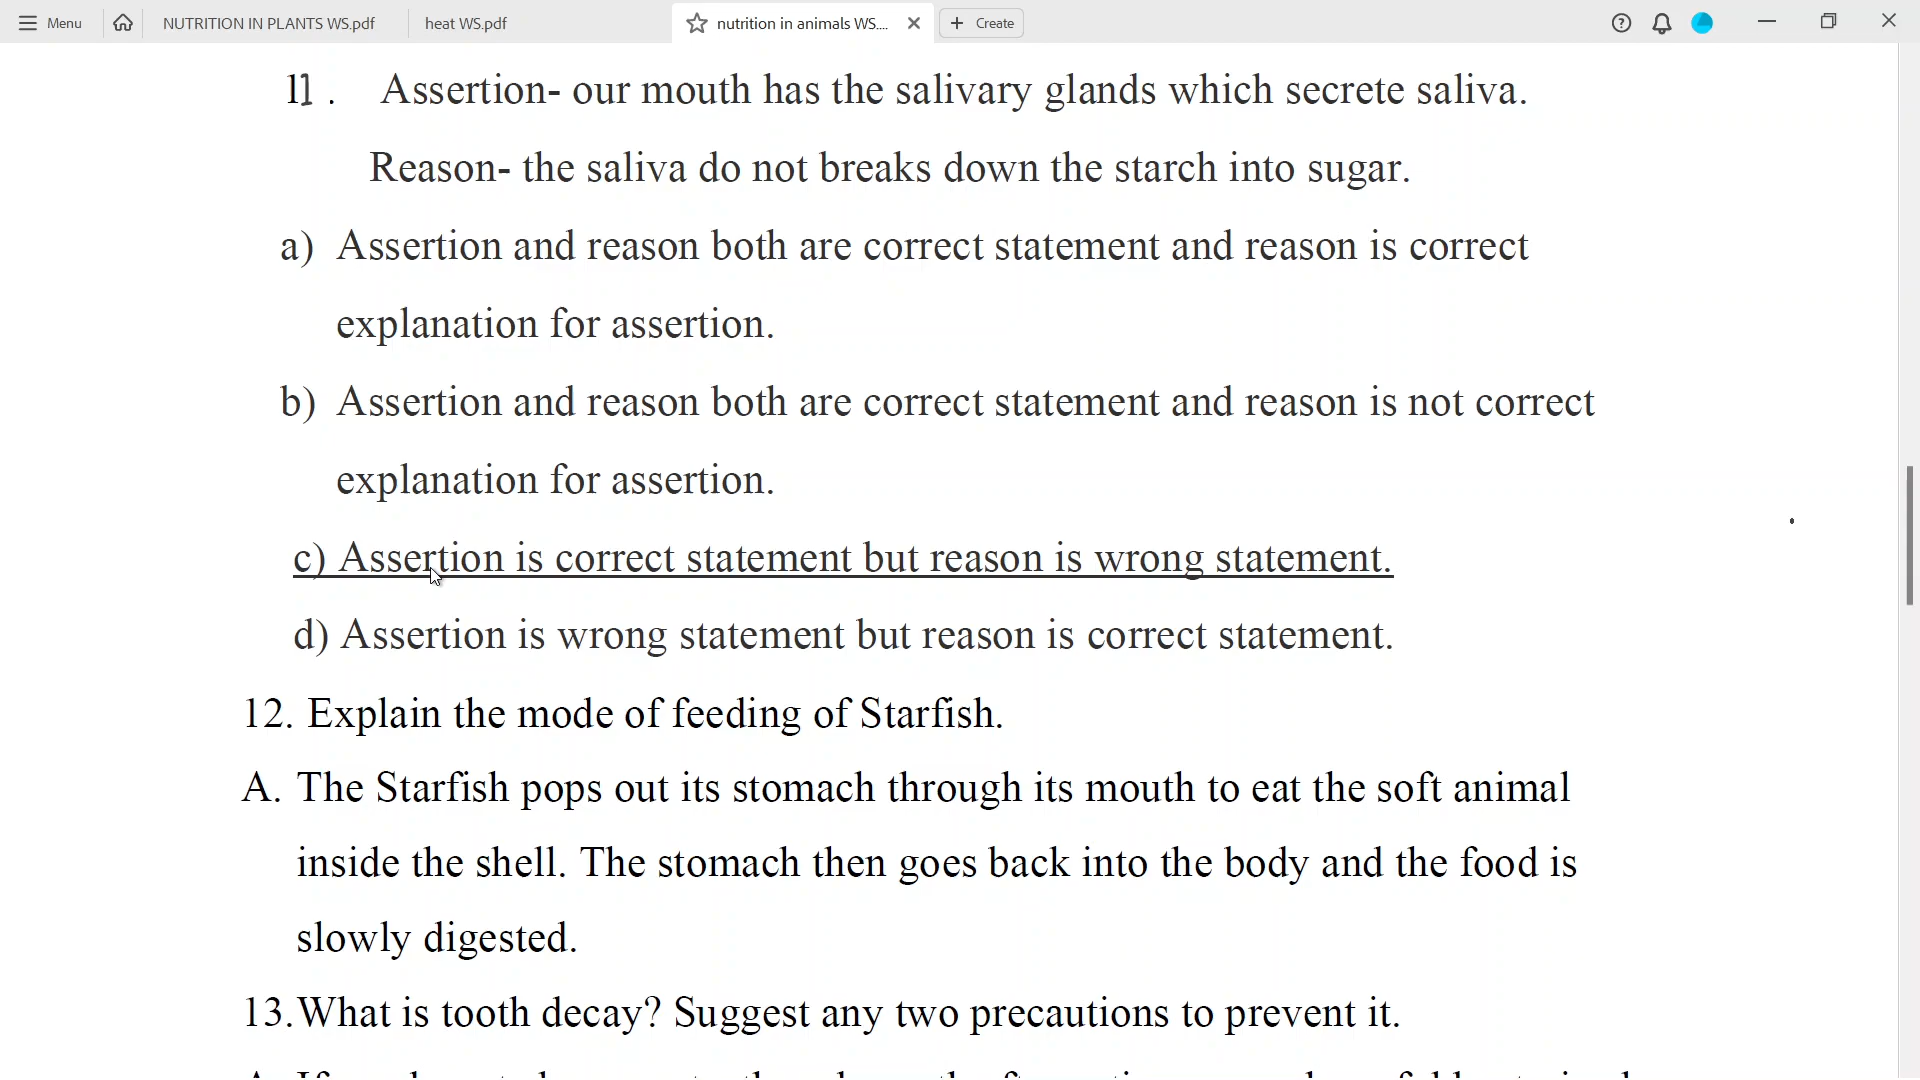 Menu NUTRITION IN PLANTS WS.pdf heat WS.pdf nutrition in animals WS.... Create
11. Assertion- our mouth has the salivary glands which secrete saliva.
Reason- the saliva do not breaks down the starch into sugar.
a) Assertion and reason both are correct statement and reason is correct
explanation for assertion.
b) Assertion and reason both are correct statement and reason is not correct
explanation for assertion.
c) Assertion is correct statement but reason is wrong statement.
d) Assertion is wrong statement but reason is correct statement.
12. Explain the mode of feeding of Starfish.
A. The Starfish pops out its stomach through its mouth to eat the soft animal
inside the shell. The stomach then goes back into the body and the food is
slowly digested.
13.What is tooth decay? Suggest any two precautions to prevent it.